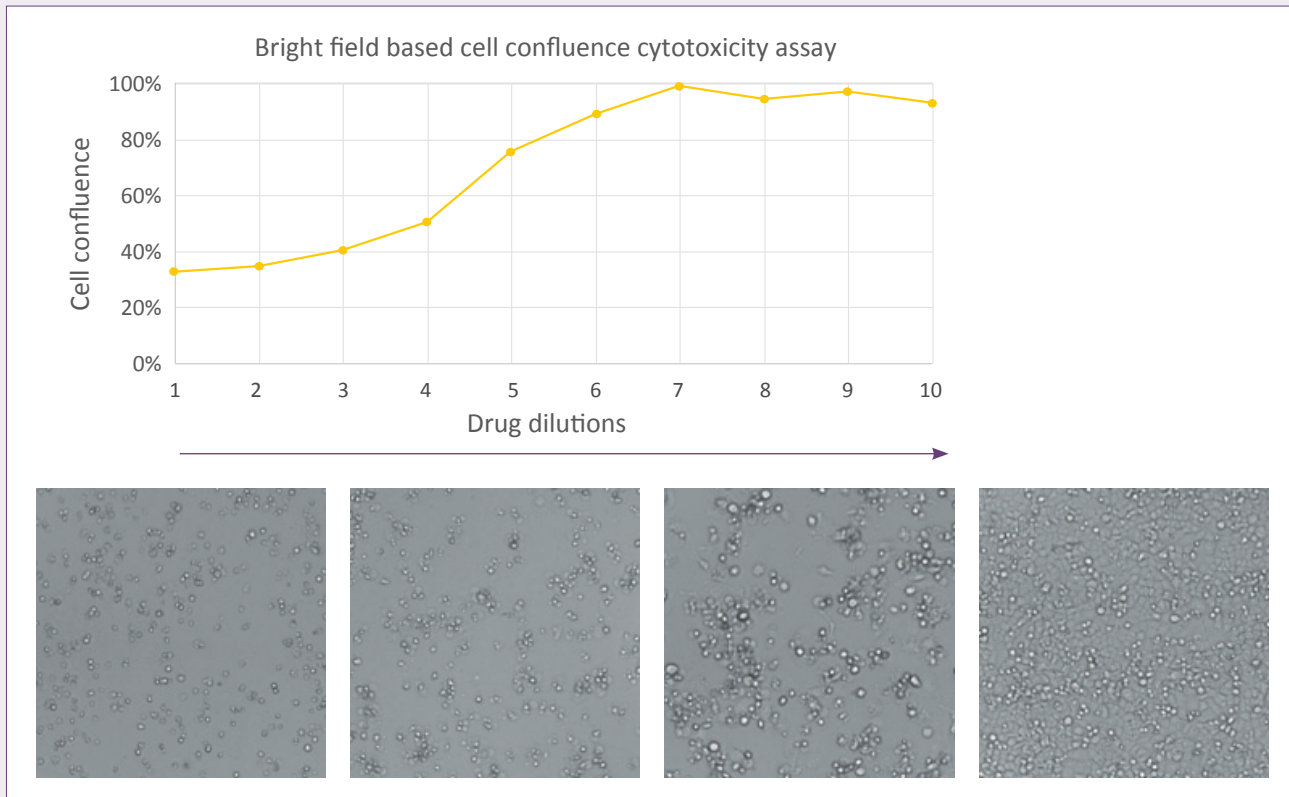 Bright field based cell confluence cytotoxicity assay
Cell confluence
100%
80%
60%
40%
20%
0%
1 2 3 4 5 6 7 8 9 10
Drug dilutions